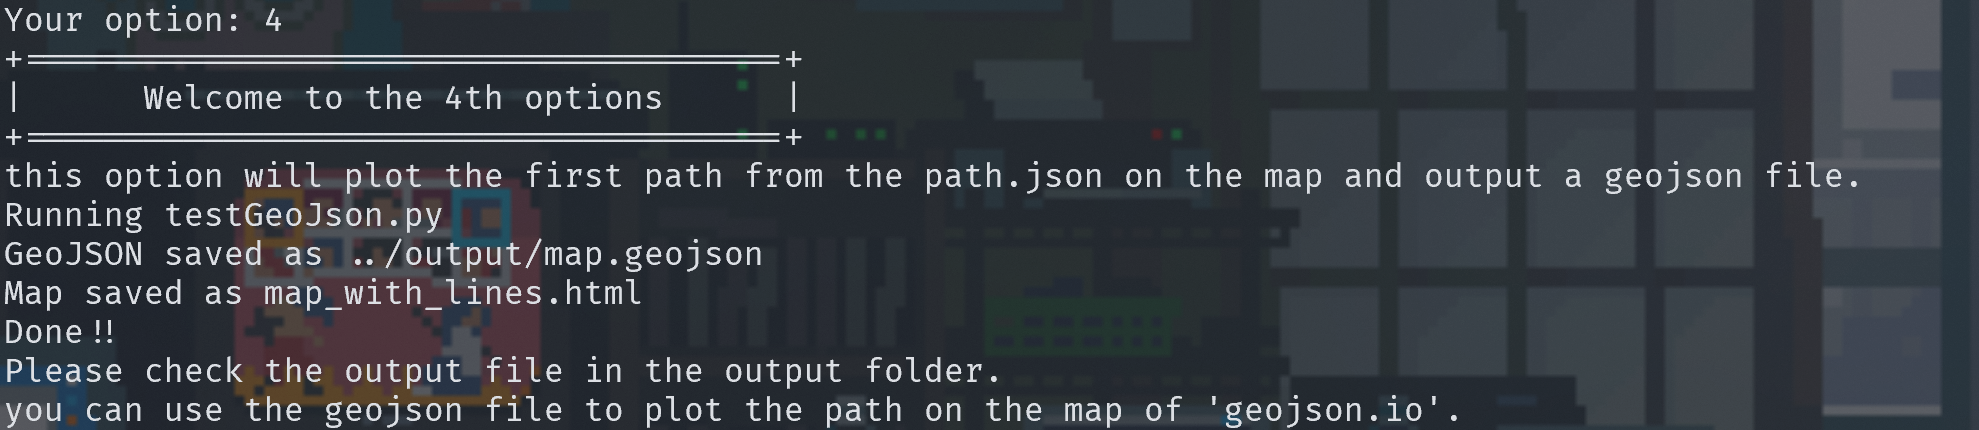 Your option: 4
+======================================+
|      Welcome to the 4th options      |
+======================================+
this option will plot the first path from the path.json on the map and output a geojson file.
Running testGeoJson.py
GeoJSON saved as ../output/map.geojson
Map saved as map_with_lines.html
Done!!
Please check the output file in the output folder.
you can use the geojson file to plot the path on the map of 'geojson.io'.